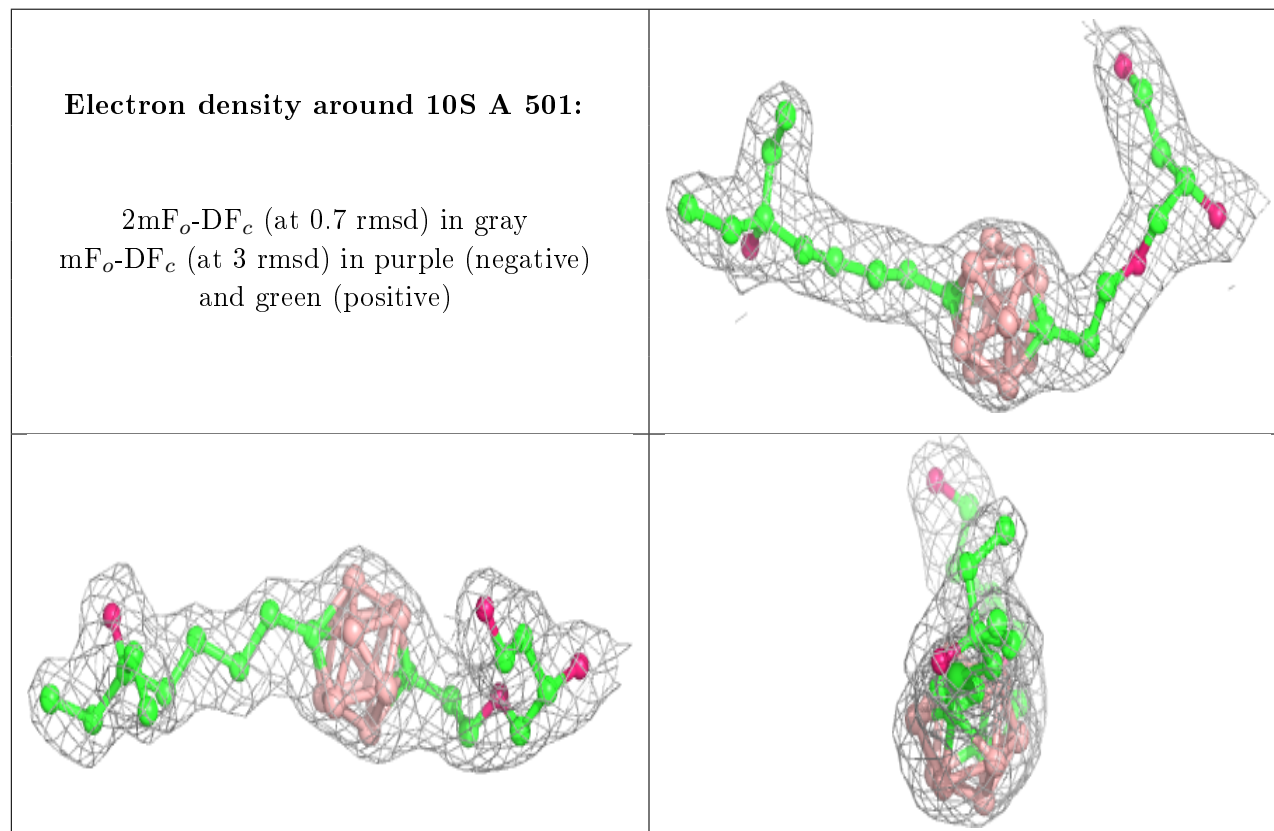 Electron density around 10S A 501:
2mFₒ-DF𝒸 (at 0.7 rmsd) in gray
mFₒ-DF𝒸 (at 3 rmsd) in purple (negative)
and green (positive)